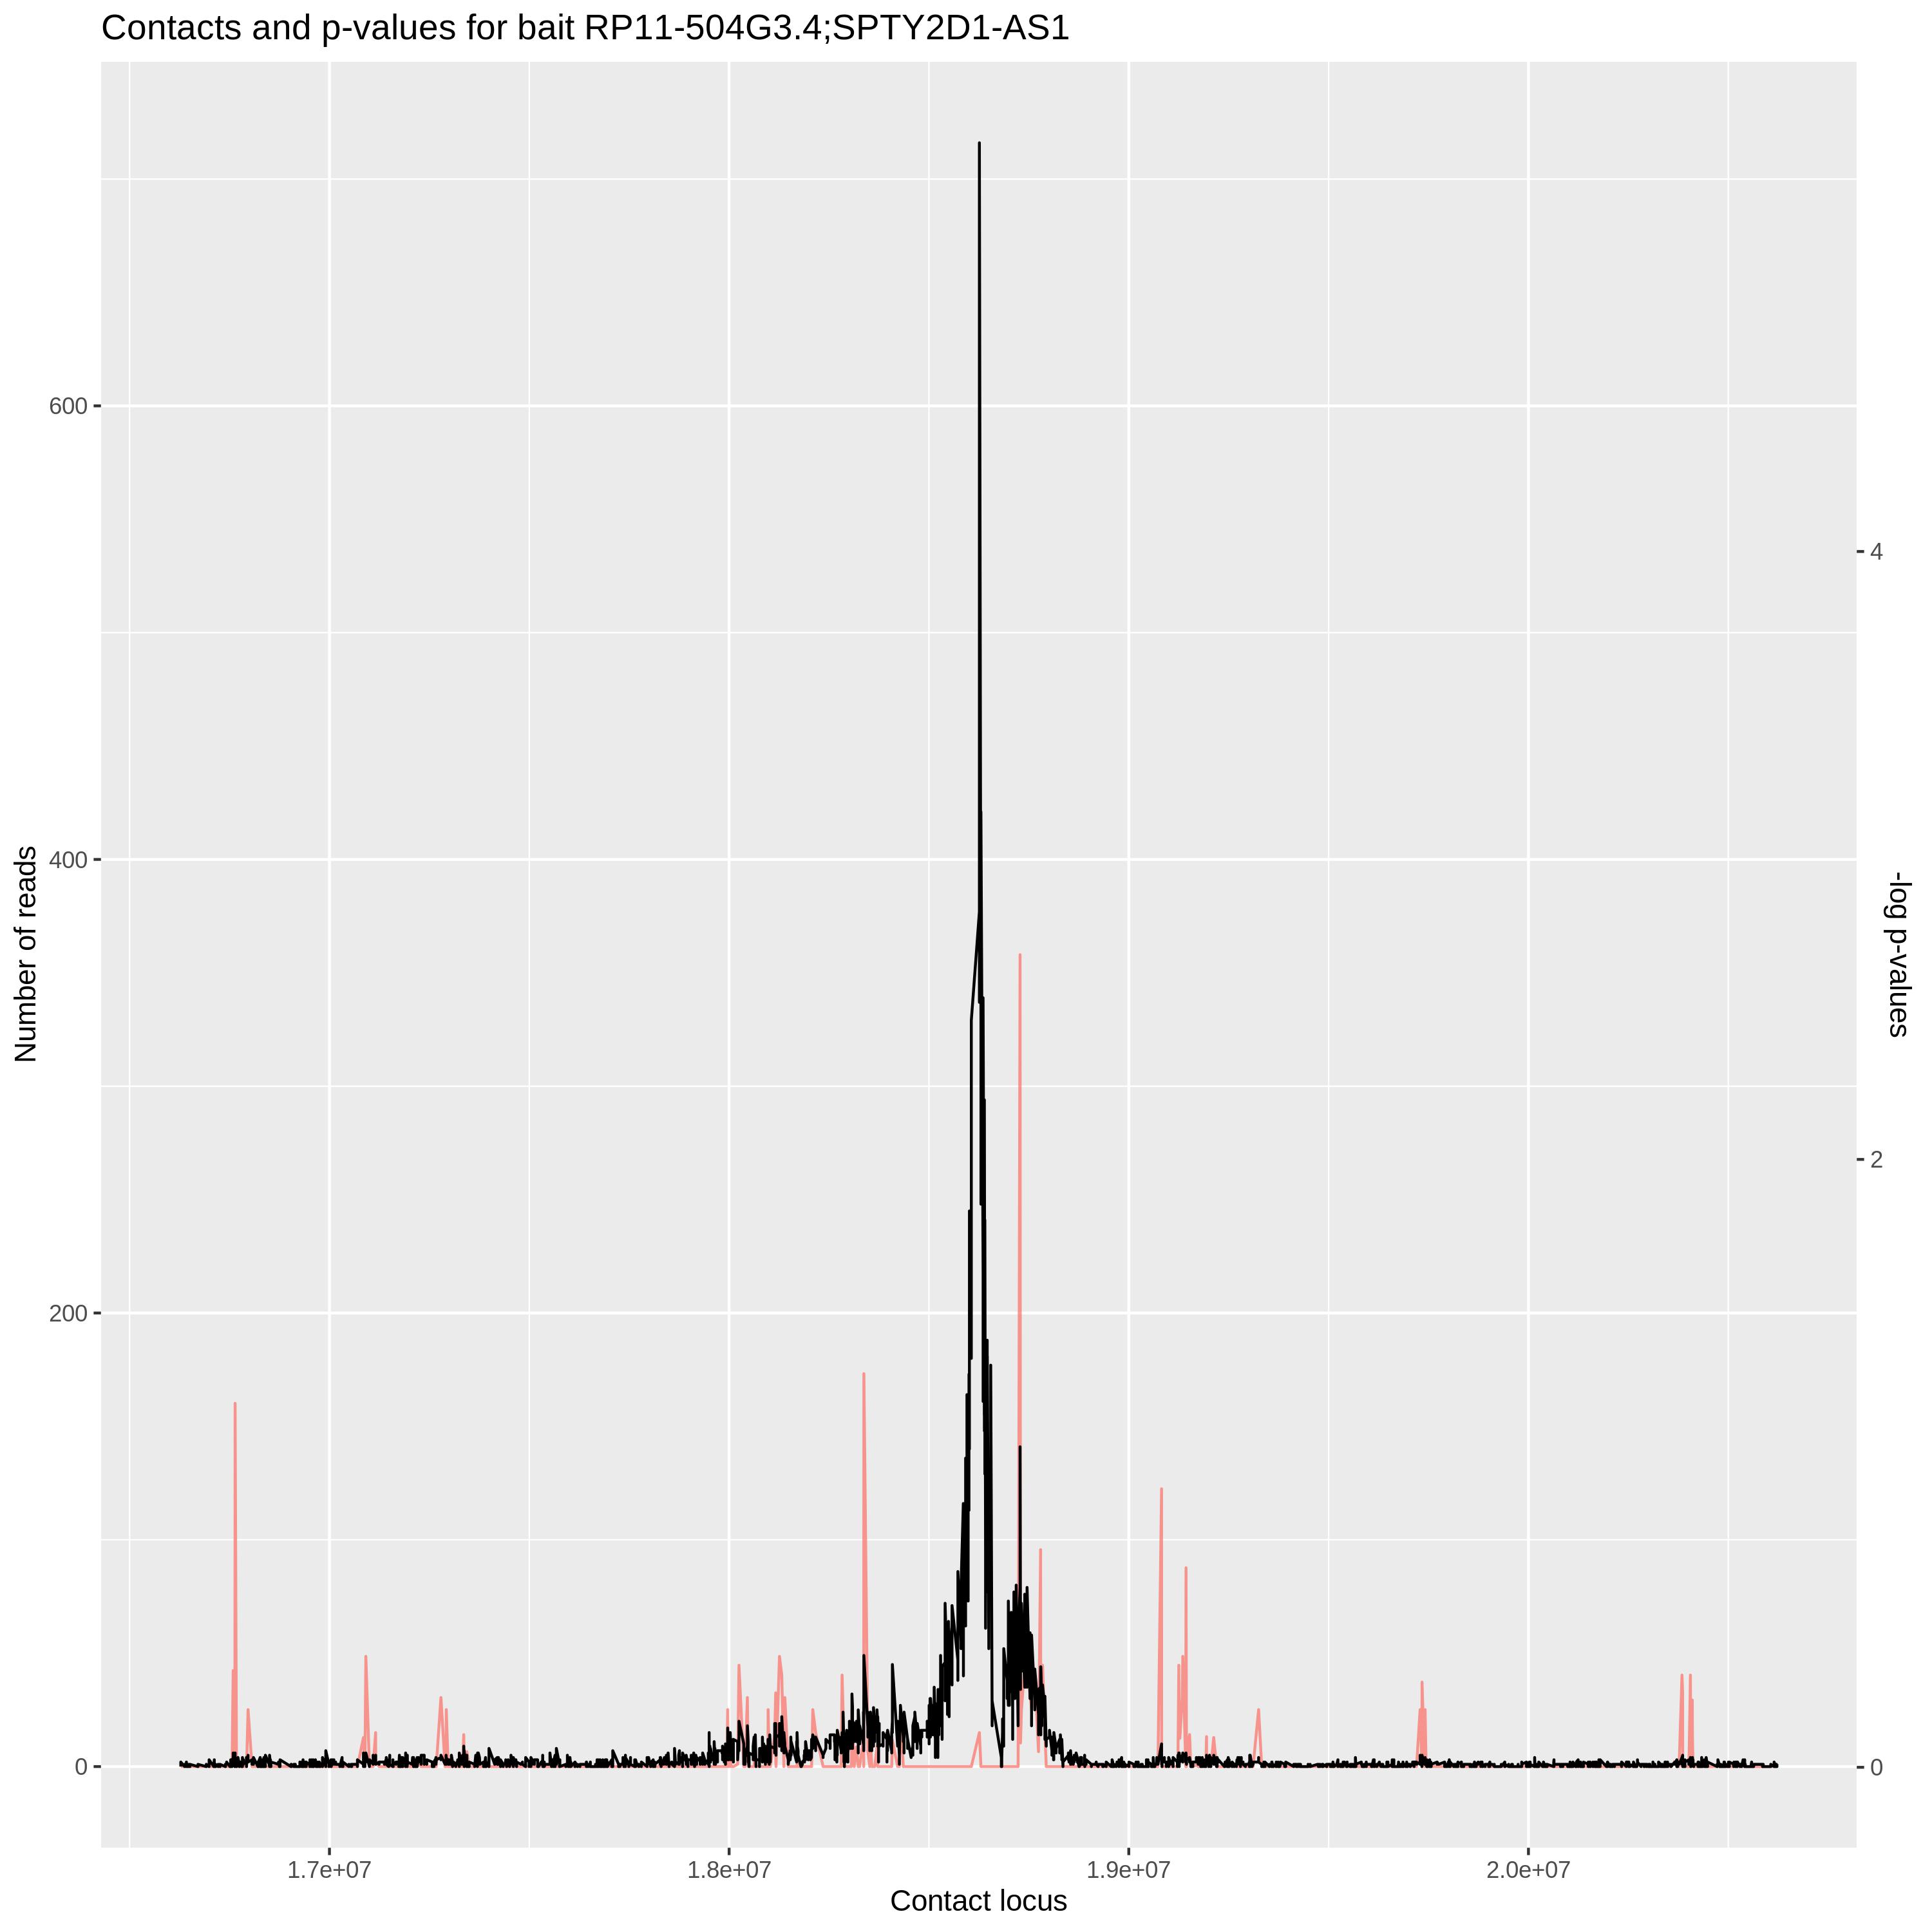 Contacts and p-values for bait RP11-504G3.4;SPTY2D1-AS1
Number of reads
600
400
200
0
4
2
0
-log p-values
1.7e+07
1.8e+07
1.9e+07
2.0e+07
Contact locus